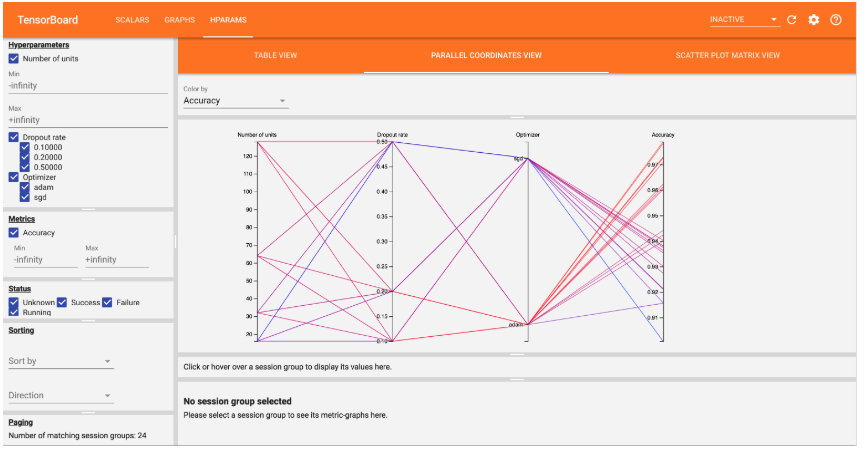 TensorBoard SCALARS GRAPHS HPARAMS INACTIVE
Hyperparameters
Number of units
Min
-infinity
Max
+infinity
Dropout rate
0.10000
0.20000
0.50000
Optimizer
adam
sgd
Metrics
Accuracy
Min Max
-infinity +infinity
Status
Unknown Success Failure
Running
Sorting
Sort by
Direction
Paging
Number of matching session groups: 24
TABLE VIEW PARALLEL COORDINATES VIEW SCATTER PLOT MATRIX VIEW
Color by
Accuracy
Number of units Dropout rate Optimizer Accuracy
120
110
100
90
80
70
60
50
40
30
20
0.50
0.45
0.40
0.35
0.30
0.25
0.20
0.15
0.10
sgd
adam
0.97
0.96
0.95
0.94
0.93
0.92
0.91
Click or hover over a session group to display its values here.
No session group selected
Please select a session group to see its metric-graphs here.